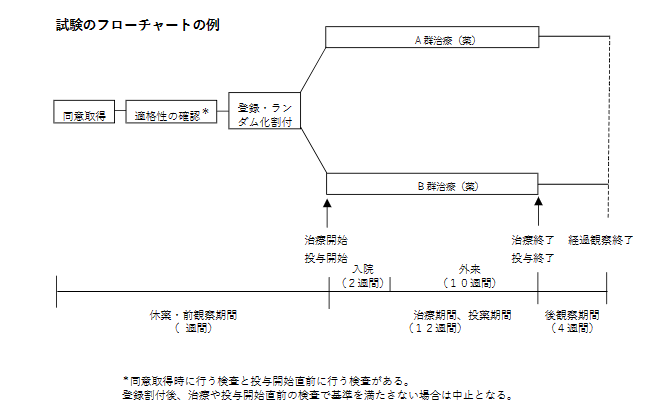 試験のフローチャートの例
A群治療（薬）
同意取得
適格性の確認*
登録・ラン
ダム化割付
B群治療（薬）
治療開始
投与開始
治療終了
投与終了
経過観察終了
入院
（２週間）
外来
（１０週間）
休薬・前観察期間
（　週間）
治療期間、投薬期間
（１２週間）
後観察期間
（４週間）
*同意取得時に行う検査と投与開始直前に行う検査がある。
登録割付後、治療や投与開始直前の検査で基準を満たさない場合は中止となる。